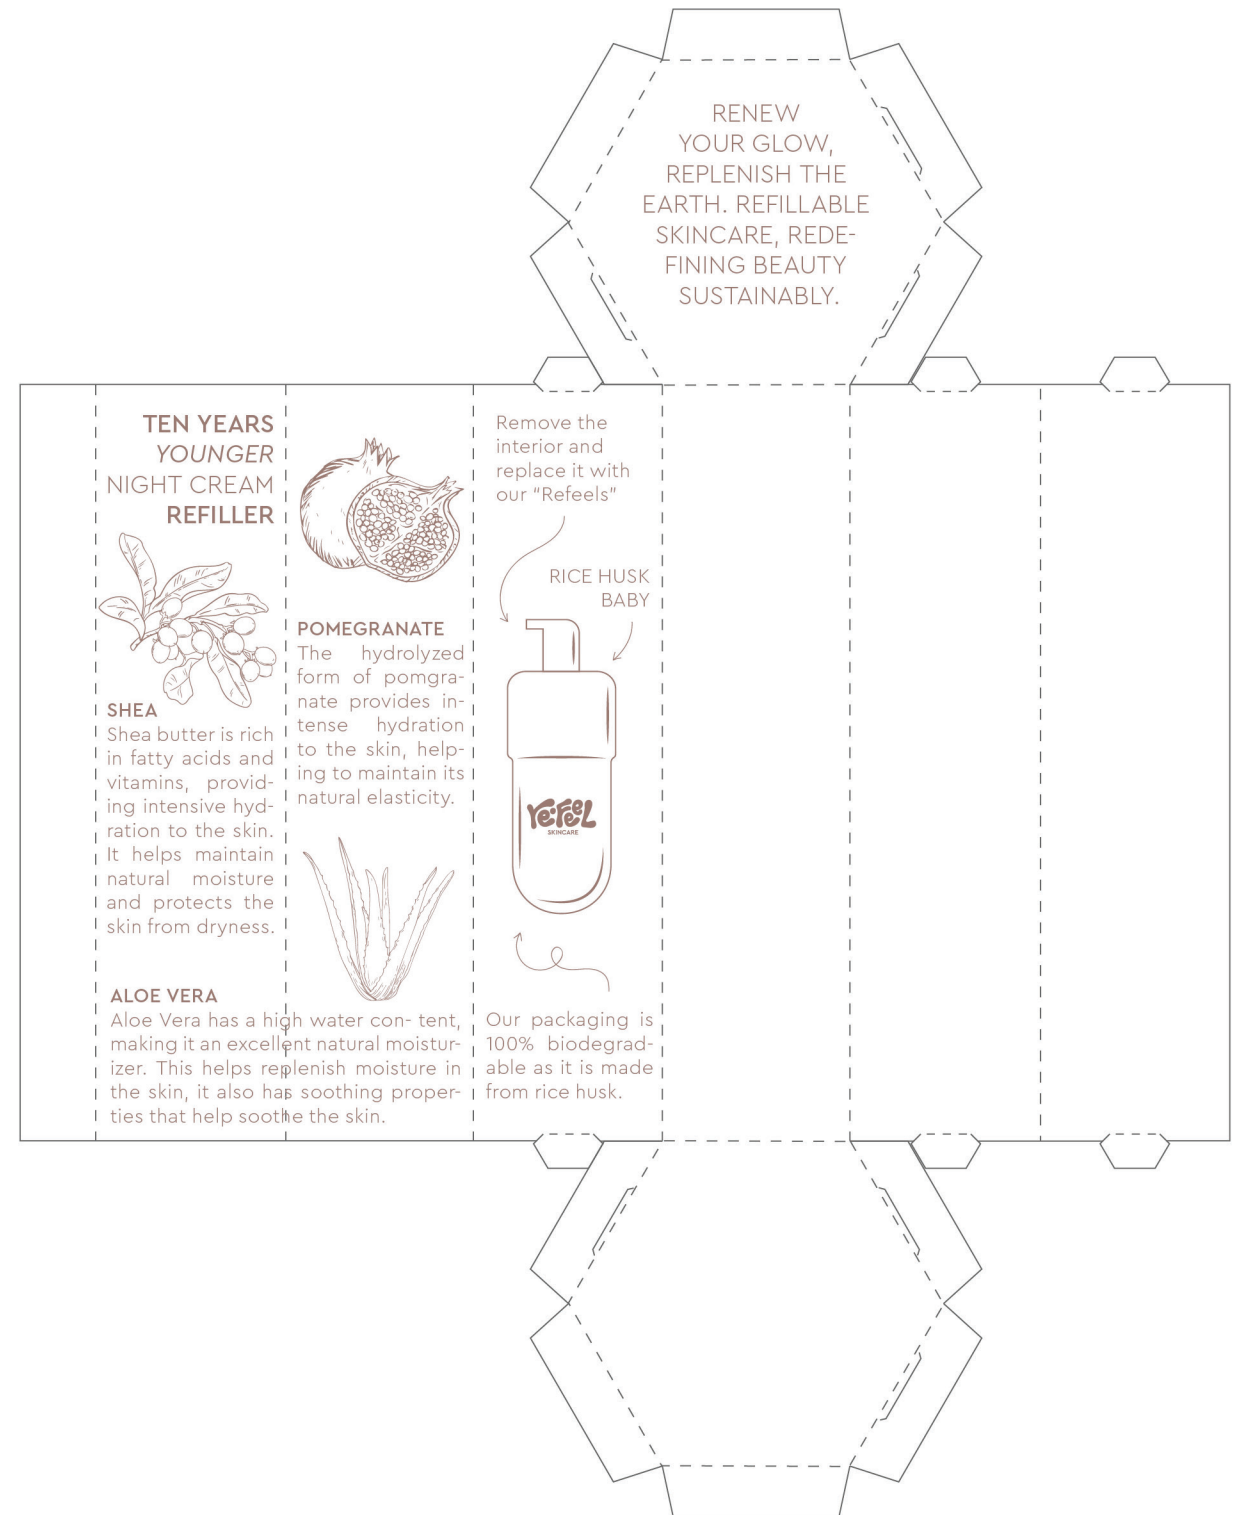 RENEW
YOUR GLOW,
REPLENISH THE
EARTH. REFILLABLE
SKINCARE, REDE-
FINING BEAUTY
SUSTAINABLY.
TEN YEARS
YOUNGER
NIGHT CREAM
REFILLER
SHEA
Shea butter is rich
in fatty acids and
vitamins, provid-
ing intensive hyd-
ration to the skin.
It helps maintain
natural moisture
and protects the
skin from dryness.
POMEGRANATE
The hydrolyzed
form of pomgra-
nate provides in-
tense hydration
to the skin, help-
ing to maintain its
natural elasticity.
ALOE VERA
Aloe Vera has a high water con- tent,
making it an excellent natural moistur-
izer. This helps replenish moisture in
the skin, it also has soothing proper-
ties that help soothe the skin.
Remove the
interior and
replace it with
our "Refeels"
RICE HUSK
BABY
Re:FeeL
SKINCARE
Our packaging is
100% biodegrad-
able as it is made
from rice husk.